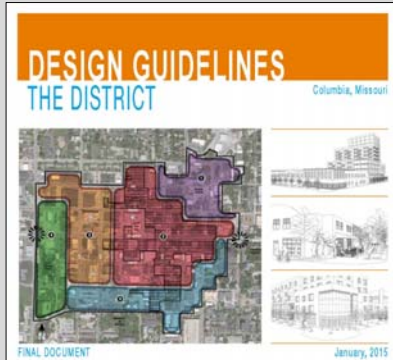 DESIGN GUIDELINES
THE DISTRICT
Columbia, Missouri
FINAL DOCUMENT
January, 2015